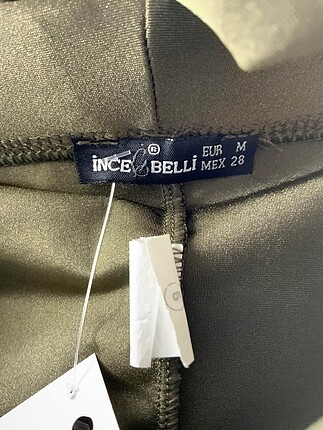 ®
İNCE BELLİ
EUR M
MEX 28